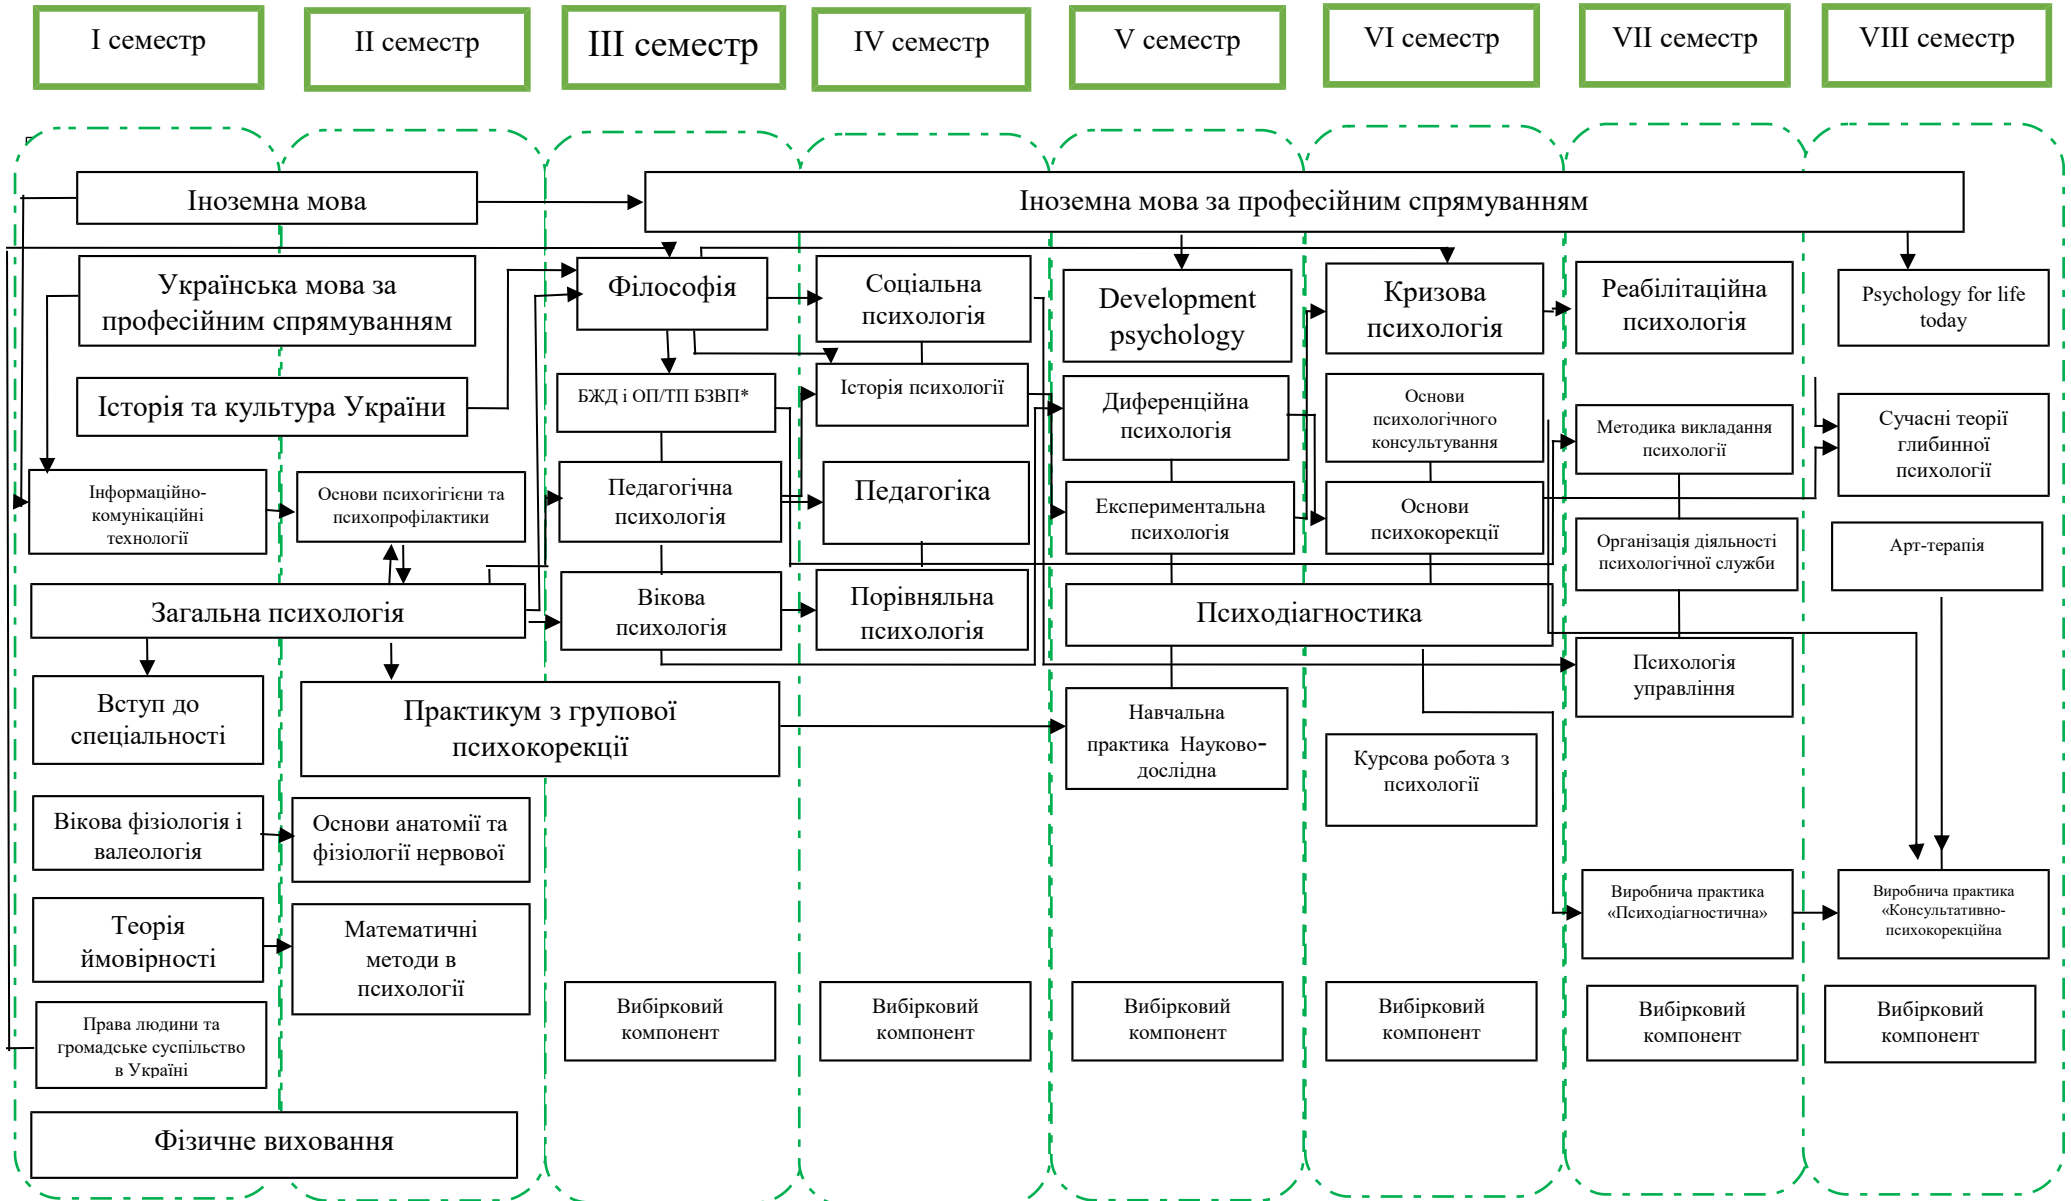 І семестр
ІІ семестр
ІІІ семестр
IV семестр
V семестр
VI семестр
VII семестр
VIII семестр
Іноземна мова
Іноземна мова за професійним спрямуванням
Українська мова за
професійним спрямуванням
Філософія
Соціальна
психологія
Development
psychology
Кризова
психологія
Реабілітаційна
психологія
Psychology for life
today
Історія та культура України
БЖД і ОП/ТП БЗВП*
Історія психології
Диференційна
психологія
Основи
психологічного
консультування
Методика викладання
психології
Сучасні теорії
глибинної
психології
Інформаційно-
комунікаційні
технології
Основи психогігієни та
психопрофілактики
Педагогічна
психологія
Педагогіка
Експериментальна
психологія
Основи
психокорекції
Організація діяльності
психологічної служби
Арт-терапія
Загальна психологія
Вікова
психологія
Порівняльна
психологія
Психодіагностика
Психологія
управління
Вступ до
спеціальності
Практикум з групової
психокорекції
Навчальна
практика Науково-
дослідна
Курсова робота з
психології
Вікова фізіологія і
валеологія
Основи анатомії та
фізіології нервової
Виробнича практика
«Психодіагностична»
Виробнича практика
«Консультативно-
психокорекційна
Теорія
ймовірності
Математичні
методи в
психології
Права людини та
громадське суспільство
в Україні
Вибірковий
компонент
Вибірковий
компонент
Вибірковий
компонент
Вибірковий
компонент
Вибірковий
компонент
Вибірковий
компонент
Фізичне виховання